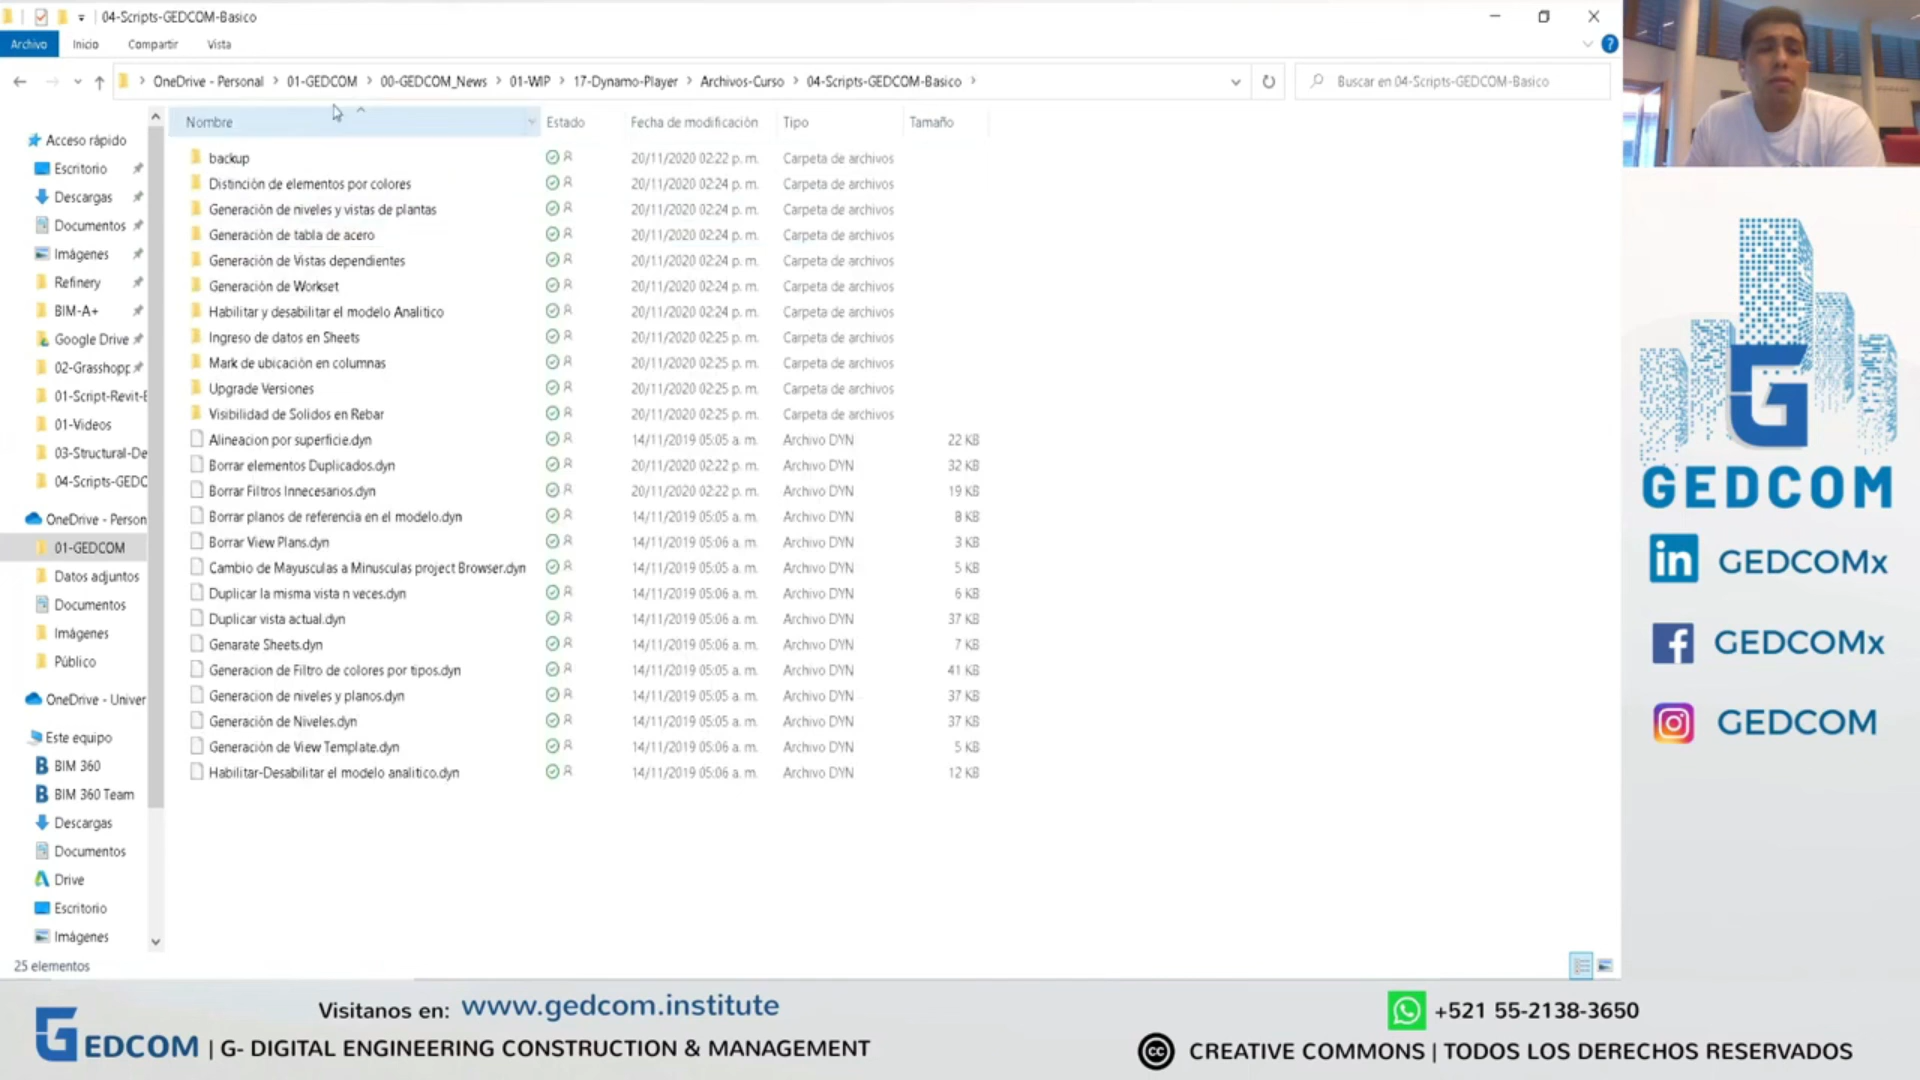 04-Scripts-GEDCOM-Basico
Archivo Inicio Compartir Vista
OneDrive - Personal > 01-GEDCOM > 00-GEDCOM_News > 01-WIP > 17-Dynamo-Player > Archivos-Curso > 04-Scripts-GEDCOM-Basico >
Buscar en 04-Scripts-GEDCOM-Basico
Nombre Estado Fecha de modificación Tipo Tamaño
Acceso rápido
Escritorio
Descargas
Documentos
Imágenes
Refinery
BIM-A+
Google Drive
02-Grasshopp
01-Script-Revit-E
01-Videos
03-Structural-De
04-Scripts-GEDC
OneDrive - Person
01-GEDCOM
Datos adjuntos
Documentos
Imágenes
Público
OneDrive - Univer
Este equipo
BIM 360
BIM 360 Team
Descargas
Documentos
Drive
Escritorio
Imágenes
backup 20/11/2020 02:22 p. m. Carpeta de archivos
Distinción de elementos por colores 20/11/2020 02:24 p. m. Carpeta de archivos
Generación de niveles y vistas de plantas 20/11/2020 02:24 p. m. Carpeta de archivos
Generación de tabla de acero 20/11/2020 02:24 p. m. Carpeta de archivos
Generación de Vistas dependientes 20/11/2020 02:24 p. m. Carpeta de archivos
Generación de Workset 20/11/2020 02:24 p. m. Carpeta de archivos
Habilitar y desabilitar el modelo Analitico 20/11/2020 02:24 p. m. Carpeta de archivos
Ingreso de datos en Sheets 20/11/2020 02:25 p. m. Carpeta de archivos
Mark de ubicación en columnas 20/11/2020 02:25 p. m. Carpeta de archivos
Upgrade Versiones 20/11/2020 02:25 p. m. Carpeta de archivos
Visibilidad de Solidos en Rebar 20/11/2020 02:25 p. m. Carpeta de archivos
Alineacion por superficie.dyn 14/11/2019 05:05 a. m. Archivo DYN 22 KB
Borrar elementos Duplicados.dyn 20/11/2020 02:22 p. m. Archivo DYN 32 KB
Borrar Filtros Innecesarios.dyn 20/11/2020 02:22 p. m. Archivo DYN 19 KB
Borrar planos de referencia en el modelo.dyn 14/11/2019 05:05 a. m. Archivo DYN 8 KB
Borrar View Plans.dyn 14/11/2019 05:06 a. m. Archivo DYN 3 KB
Cambio de Mayusculas a Minusculas project Browser.dyn 14/11/2019 05:05 a. m. Archivo DYN 5 KB
Duplicar la misma vista n veces.dyn 14/11/2019 05:06 a. m. Archivo DYN 6 KB
Duplicar vista actual.dyn 14/11/2019 05:06 a. m. Archivo DYN 37 KB
Genarate Sheets.dyn 14/11/2019 05:06 a. m. Archivo DYN 7 KB
Generacion de Filtro de colores por tipos.dyn 14/11/2019 05:05 a. m. Archivo DYN 41 KB
Generacion de niveles y planos.dyn 14/11/2019 05:05 a. m. Archivo DYN 37 KB
Generación de Niveles.dyn 14/11/2019 05:05 a. m. Archivo DYN 37 KB
Generación de View Template.dyn 14/11/2019 05:06 a. m. Archivo DYN 5 KB
Habilitar-Desabilitar el modelo analitico.dyn 14/11/2019 05:06 a. m. Archivo DYN 12 KB
25 elementos
GEDCOM
in GEDCOMx
f GEDCOMx
GEDCOM
Visitanos en: www.gedcom.institute
GEDCOM | G- DIGITAL ENGINEERING CONSTRUCTION & MANAGEMENT
+521 55-2138-3650
cc CREATIVE COMMONS | TODOS LOS DERECHOS RESERVADOS